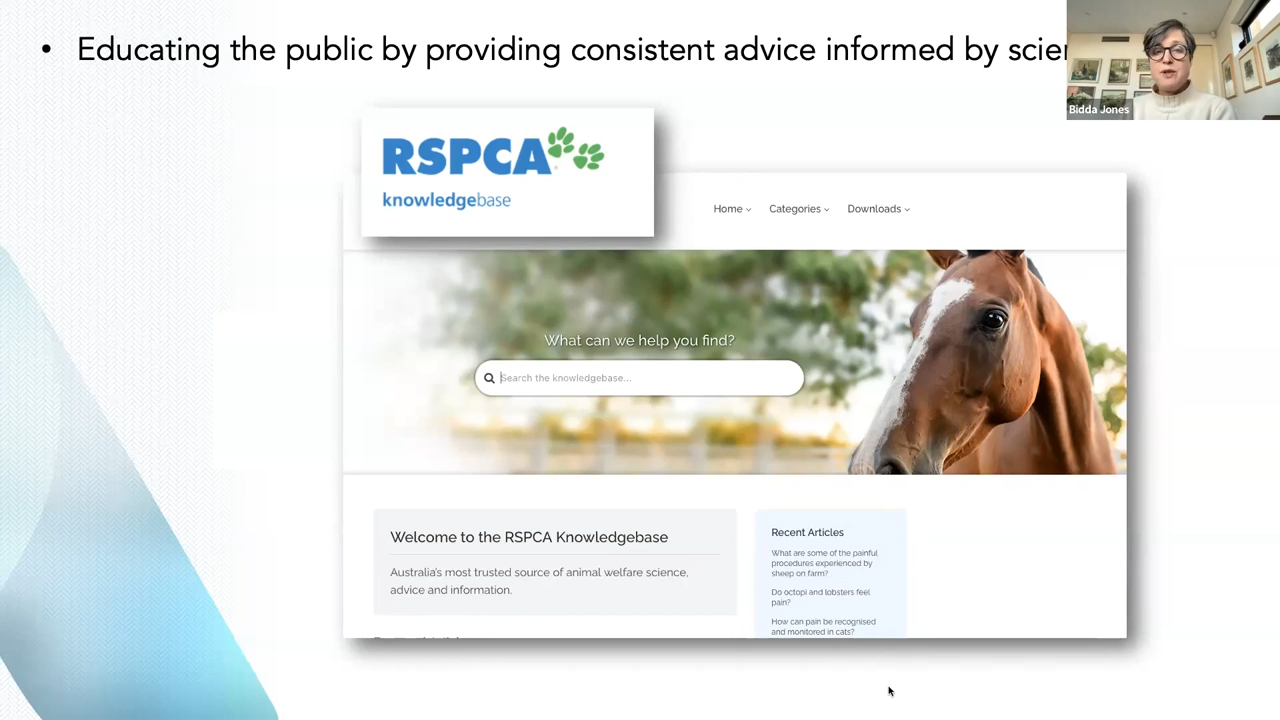 • Educating the public by providing consistent advice informed by
Bidda Jones
RSPCA
knowledgebase
Home Categories Downloads
What can we help you find?
Search the knowledgebase...
Welcome to the RSPCA Knowledgebase
Australia's most trusted source of animal welfare science,
advice and information.
Recent Articles
What are some of the painful
procedures experienced by
sheep on farm?
Do octopi and lobsters feel
pain?
How can pain be recognised
and monitored in cats?